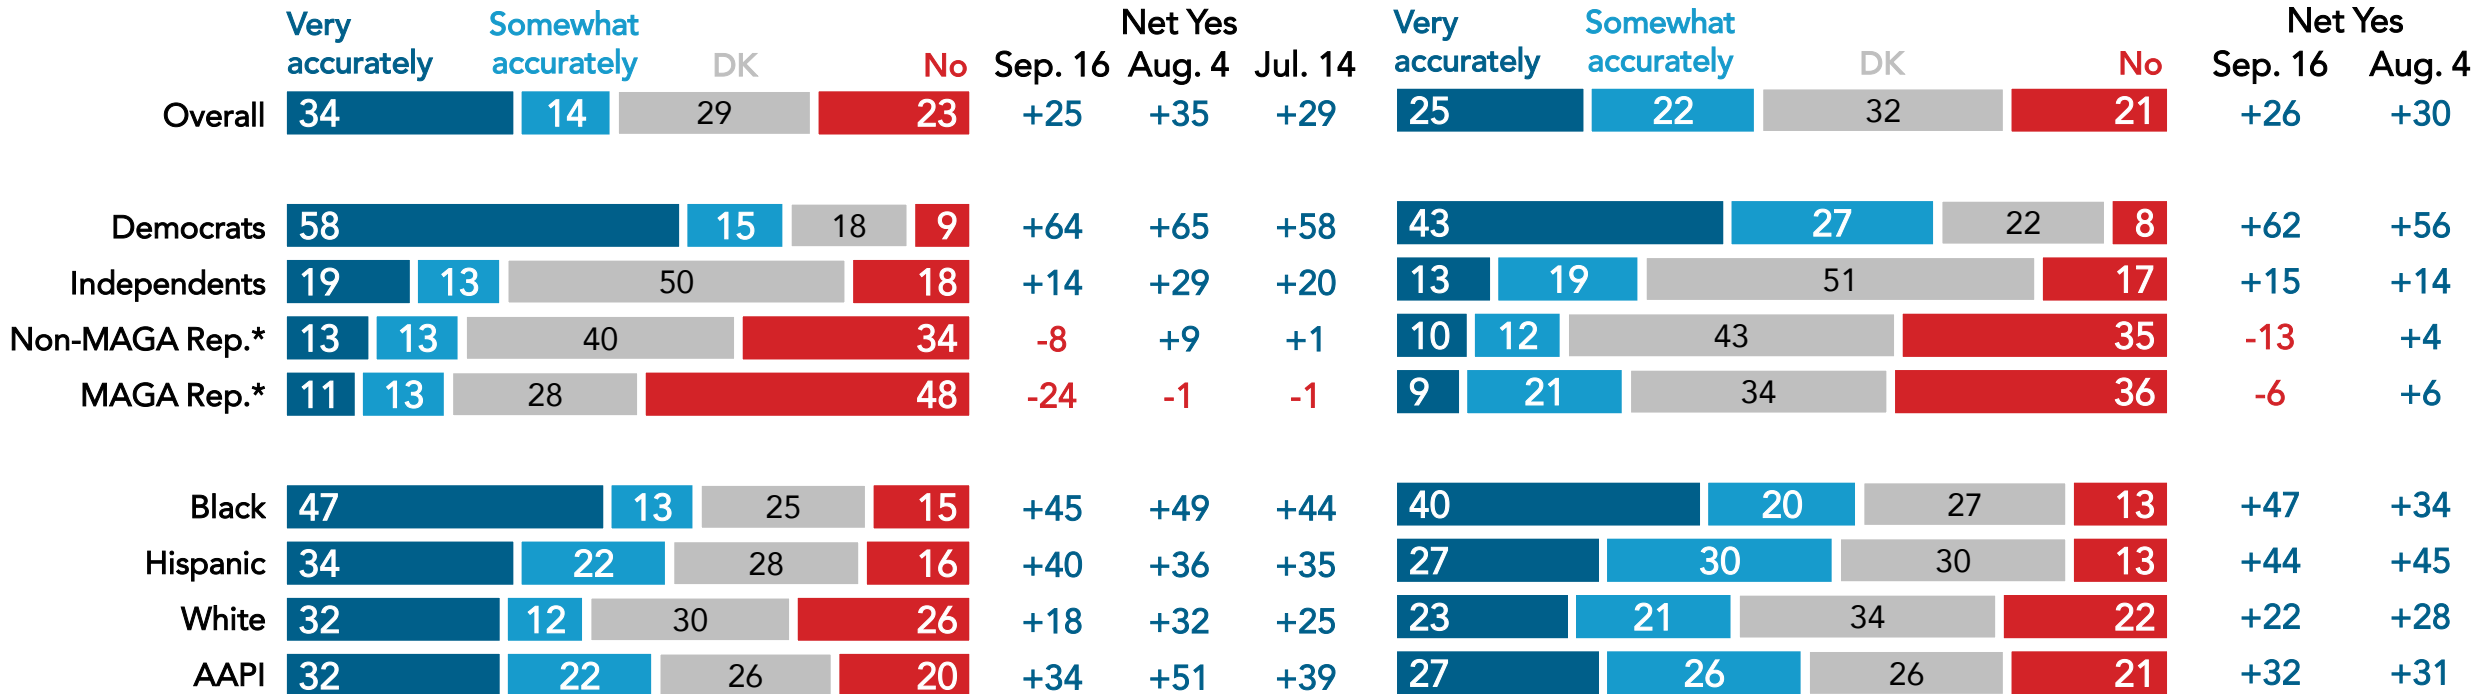 Very Somewhat Net Yes Very Somewhat Net Yes
accurately accurately DK No Sep. 16 Aug. 4 Jul. 14 accurately accurately DK No Sep. 16 Aug. 4
Overall 34 14 29 23 +25 +35 +29 25 22 32 21 +26 +30
Democrats 58 15 18 9 +64 +65 +58 43 27 22 8 +62 +56
Independents 19 13 50 18 +14 +29 +20 13 19 51 17 +15 +14
Non-MAGA Rep.* 13 13 40 34 -8 +9 +1 10 12 43 35 -13 +4
MAGA Rep.* 11 13 28 48 -24 -1 -1 9 21 34 36 -6 +6
Black 47 13 25 15 +45 +49 +44 40 20 27 13 +47 +34
Hispanic 34 22 28 16 +40 +36 +35 27 30 30 13 +44 +45
White 32 12 30 26 +18 +32 +25 23 21 34 22 +22 +28
AAPI 32 22 26 20 +34 +51 +39 27 26 26 21 +32 +31